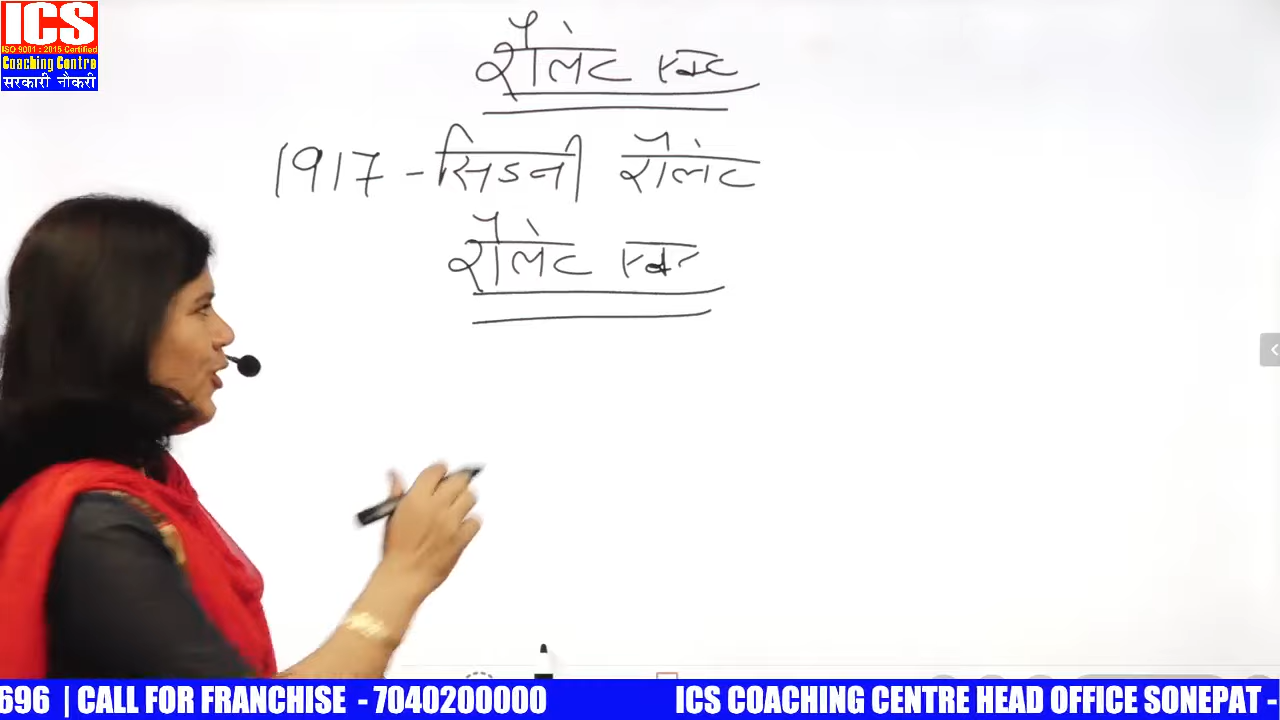 ICS
ISO 9001 : 2015 Certified
Coaching Centre
सरकारी नौकरी
रौलेंट एक्ट
1917 - सिडनी रौलेंट
रौलेंट एक्ट
696 | CALL FOR FRANCHISE - 7040200000 ICS COACHING CENTRE HEAD OFFICE SONEPAT -